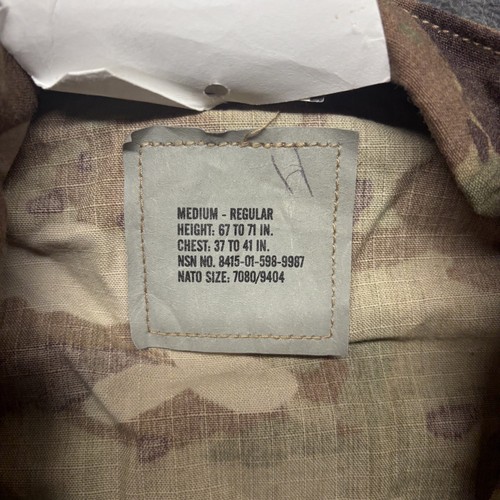 MEDIUM - REGULAR
HEIGHT: 67 TO 71 IN.
CHEST: 37 TO 41 IN.
NSN NO. 8415-01-598-9987
NATO SIZE: 7080/9404